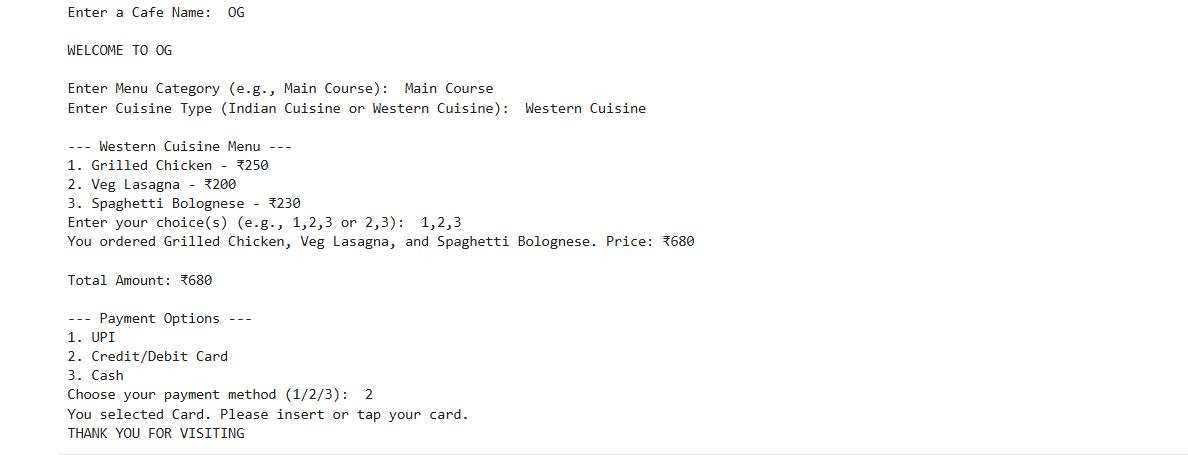 Enter a Cafe Name:  OG
WELCOME TO OG
Enter Menu Category (e.g., Main Course):  Main Course
Enter Cuisine Type (Indian Cuisine or Western Cuisine):  Western Cuisine
--- Western Cuisine Menu ---
1. Grilled Chicken - ₹250
2. Veg Lasagna - ₹200
3. Spaghetti Bolognese - ₹230
Enter your choice(s) (e.g., 1,2,3 or 2,3):  1,2,3
You ordered Grilled Chicken, Veg Lasagna, and Spaghetti Bolognese. Price: ₹680
Total Amount: ₹680
--- Payment Options ---
1. UPI
2. Credit/Debit Card
3. Cash
Choose your payment method (1/2/3):  2
You selected Card. Please insert or tap your card.
THANK YOU FOR VISITING